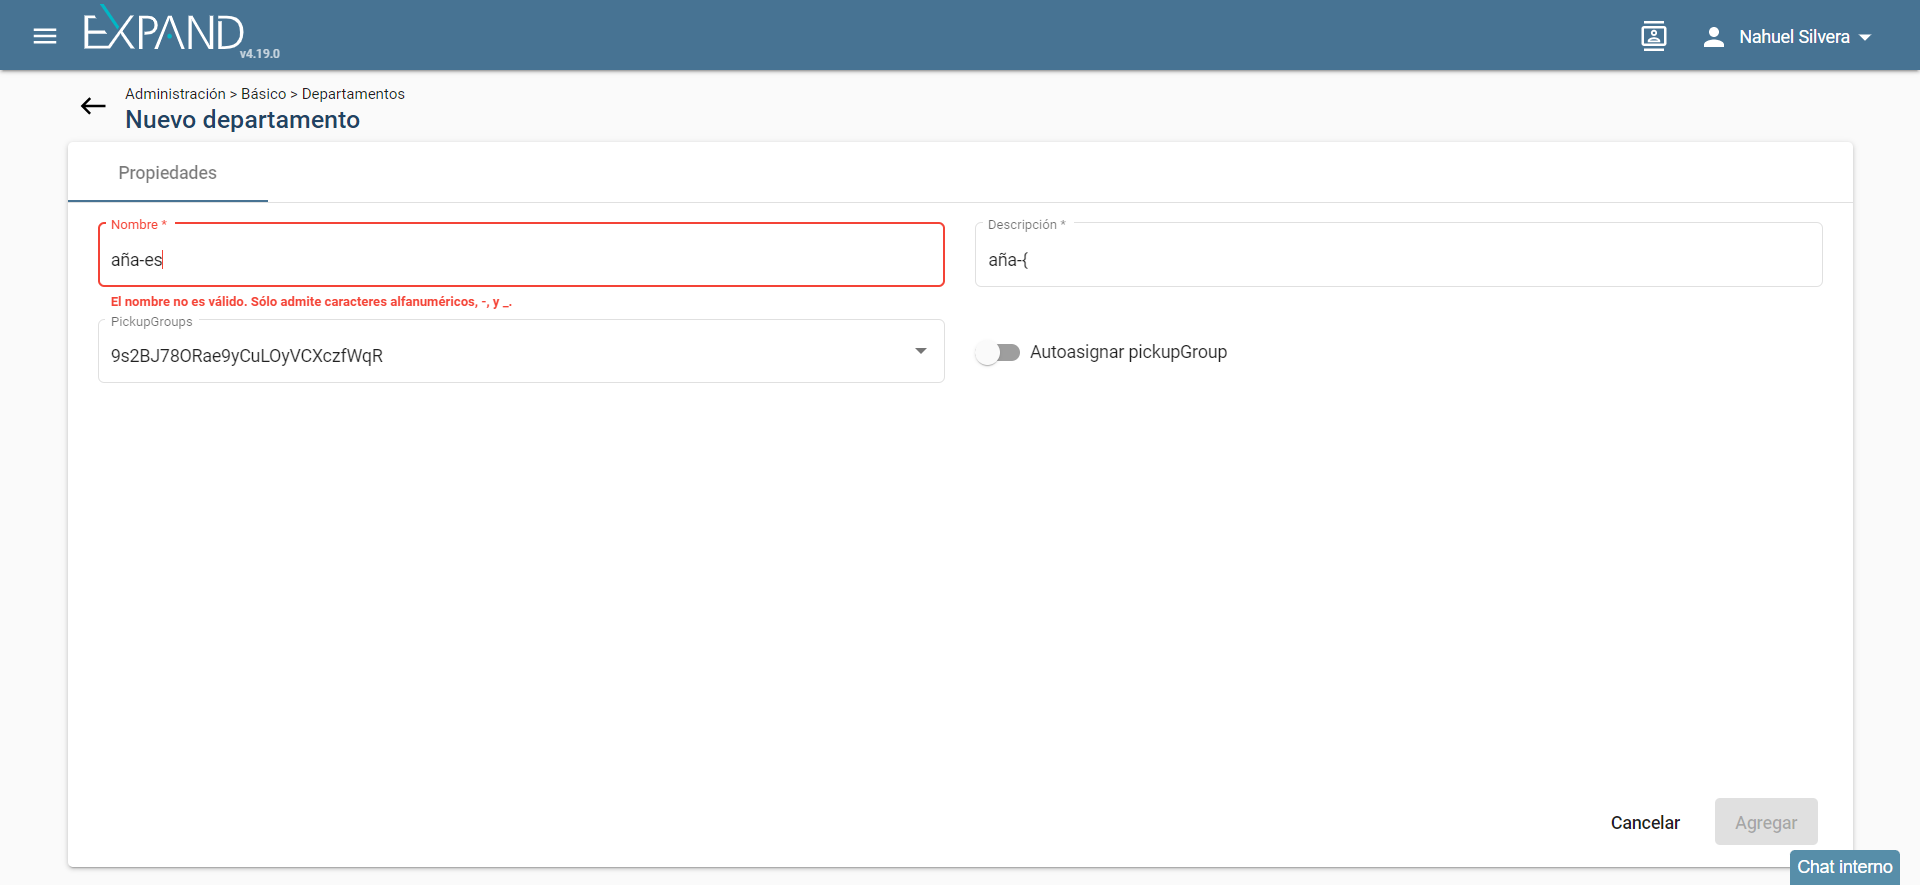 EXPAND
v4.19.0
Nahuel Silvera
Administración > Básico > Departamentos
Nuevo departamento
Propiedades
Nombre *
aña-es
El nombre no es válido. Sólo admite caracteres alfanuméricos, -, y _.
Descripción *
aña-{
PickupGroups
9s2BJ78ORae9yCuLOyVCXczfWqR
Autoasignar pickupGroup
Cancelar
Agregar
Chat interno